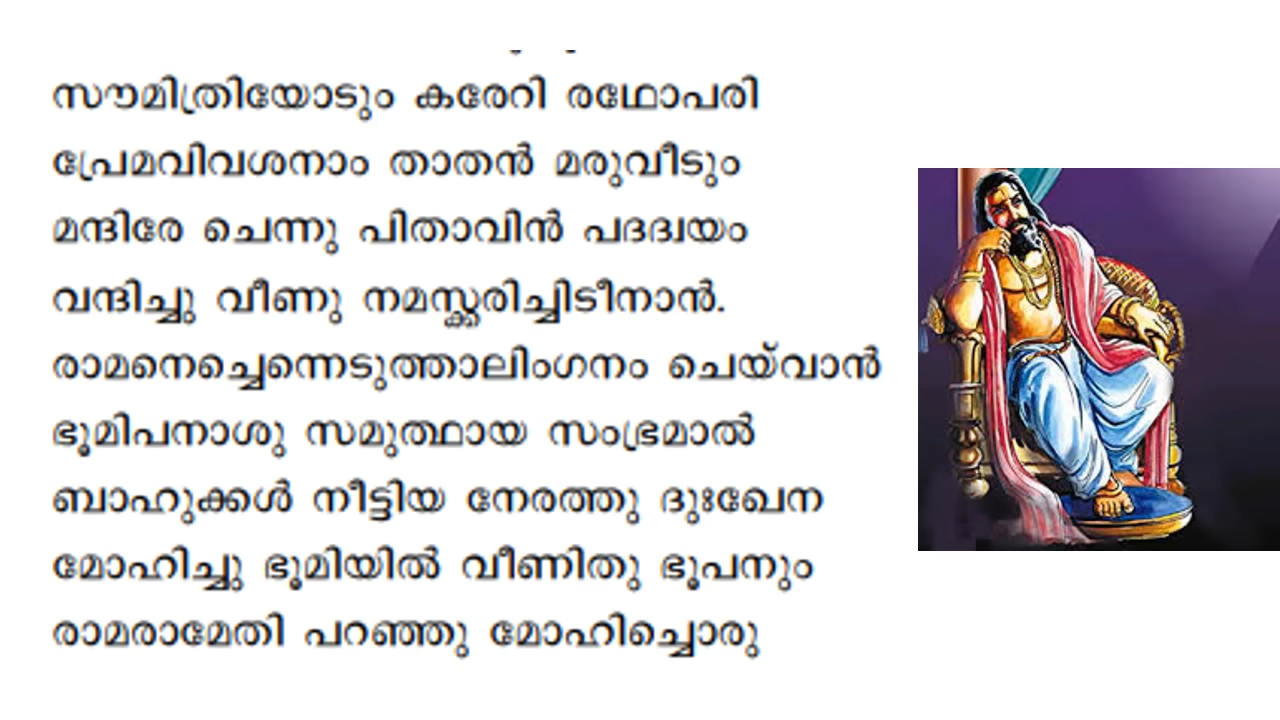 സൗമിത്രിയോടും കരേറി രഥോപരി
പ്രേമവിവശനാം താതൻ മരുവീടും
മന്ദിരേ ചെന്നു പിതാവിൻ പദദ്വയം
വന്ദിച്ചു വീണു നമസ്കരിച്ചിടീനാൻ.
രാമനെച്ചെന്നെടുത്താലിംഗനം ചെയ്‌വാൻ
ഭൂമിപനാശു സമുത്ഥായ സംഭ്രമാൽ
ബാഹുക്കൾ നീട്ടിയ നേരത്തു ദുഃഖേന
മോഹിച്ചു ഭൂമിയിൽ വീണിതു ഭൂപനും
രാമരാമേതി പറഞ്ഞു മോഹിച്ചൊരു